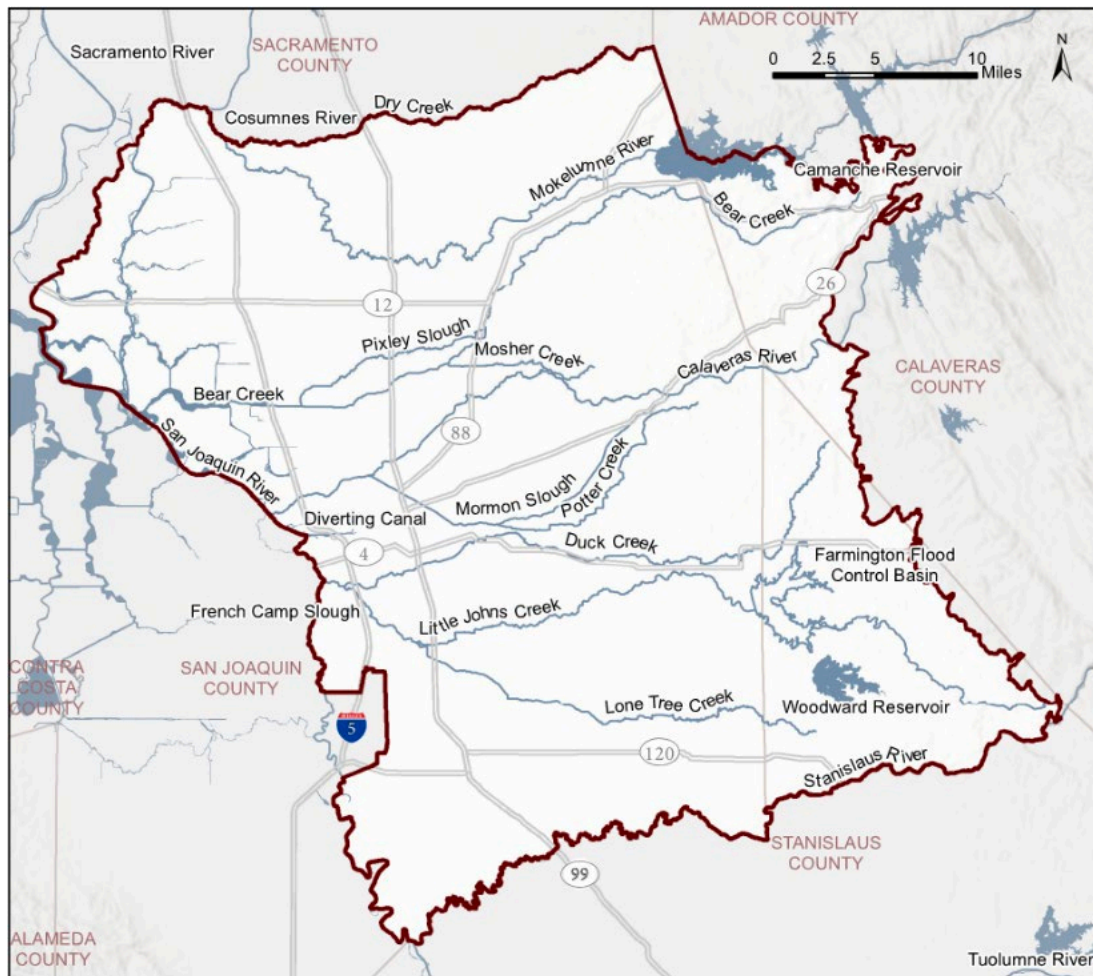 AMADOR COUNTY
Sacramento River
SACRAMENTO
COUNTY
N
0 2.5 5 10
Miles
Dry Creek
Cosumnes River
Mokelumne River
Camanche Reservoir
Bear Creek
26
12
Pixley Slough
Mosher Creek
Calaveras River
CALAVERAS
COUNTY
Bear Creek
88
San Joaquin River
Mormon Slough
Potter Creek
Diverting Canal
4
Duck Creek
Farmington Flood
Control Basin
French Camp Slough
Little Johns Creek
CONTRA
COSTA
COUNTY
SAN JOAQUIN
COUNTY
Lone Tree Creek
Woodward Reservoir
5
120
Stanislaus River
STANISLAUS
COUNTY
99
ALAMEDA
COUNTY
Tuolumne River